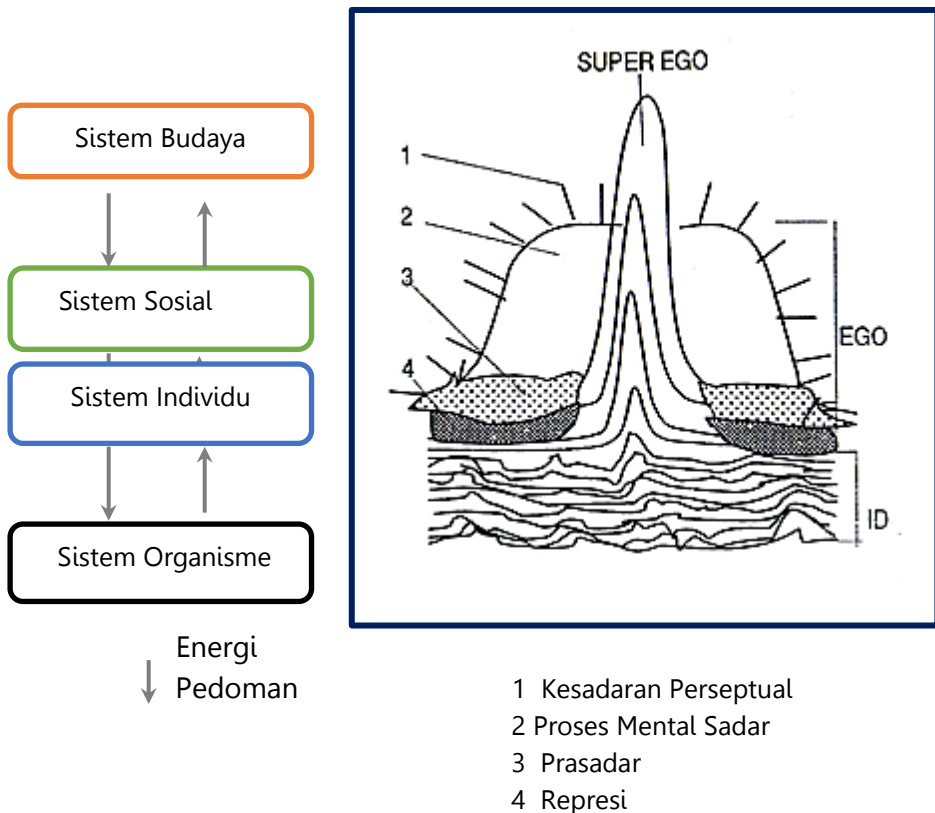 Sistem Budaya
Sistem Sosial
Sistem Individu
Sistem Organisme
Energi
Pedoman
SUPER EGO
1
2
3
4
EGO
ID
1 Kesadaran Perseptual
2 Proses Mental Sadar
3 Prasadar
4 Represi